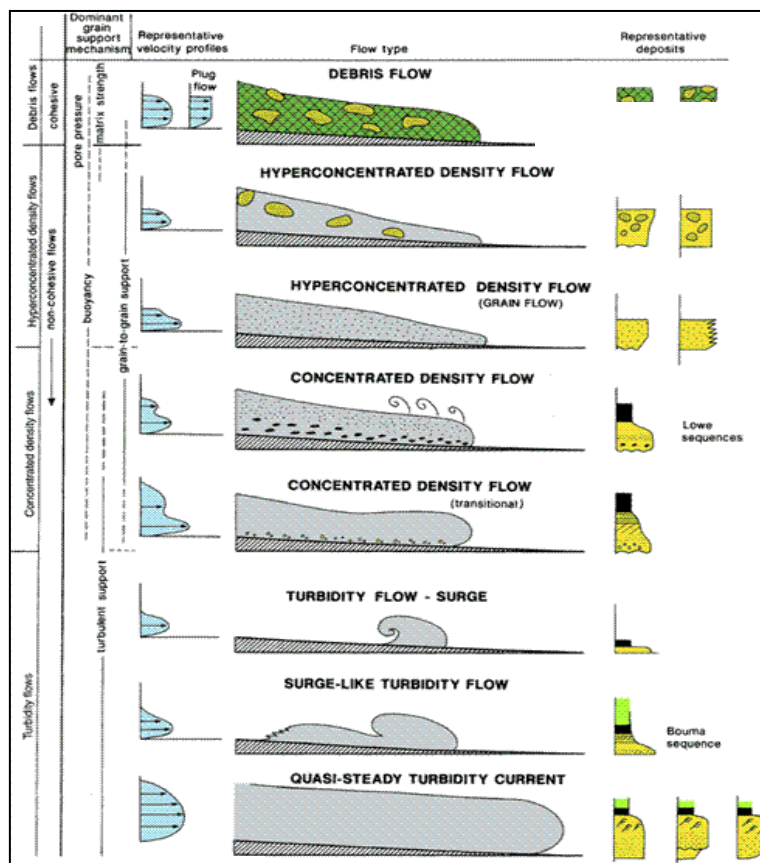 Dominant
grain
support
mechanism
Representative
velocity profiles
Flow type
Representative
deposits
Debris flows
cohesive
pore pressure
matrix strength
Plug
flow
DEBRIS FLOW
Hyperconcentrated density flows
non-cohesive flows
buoyancy
grain-to-grain support
HYPERCONCENTRATED DENSITY FLOW
HYPERCONCENTRATED DENSITY FLOW
(GRAIN FLOW)
Concentrated density flows
CONCENTRATED DENSITY FLOW
Lowe
sequences
CONCENTRATED DENSITY FLOW
(transitional)
Turbidity flows
turbulent support
TURBIDITY FLOW - SURGE
SURGE-LIKE TURBIDITY FLOW
Bouma
sequence
QUASI-STEADY TURBIDITY CURRENT